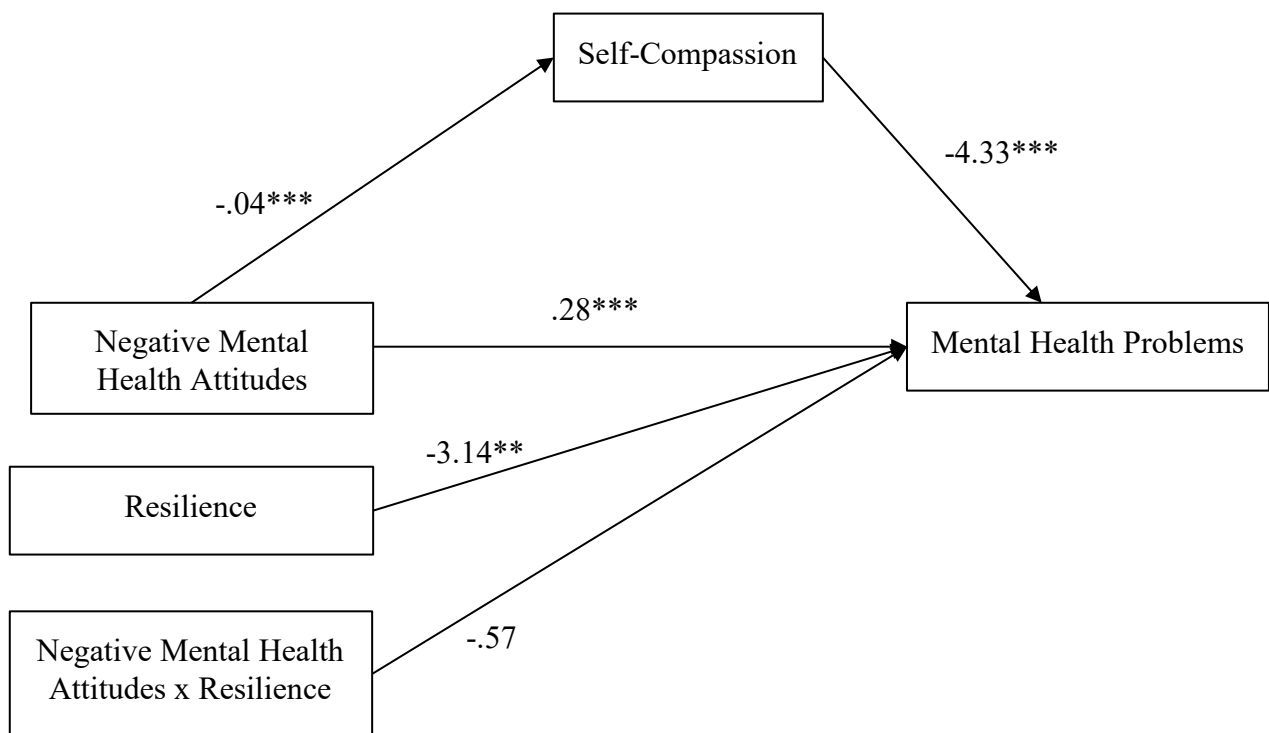 Self-Compassion
-4.33***
-.04***
.28***
Negative Mental
Health Attitudes
Mental Health Problems
-3.14**
Resilience
-.57
Negative Mental Health
Attitudes x Resilience